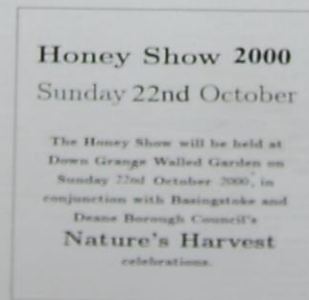 Honey Show 2000
Sunday 22nd October
The Honey Show will be held at
Down Grange Walled Garden on
Sunday 22nd October 2000, in
conjunction with Basingstoke and
Deane Borough Council's
Nature's Harvest
celebrations.